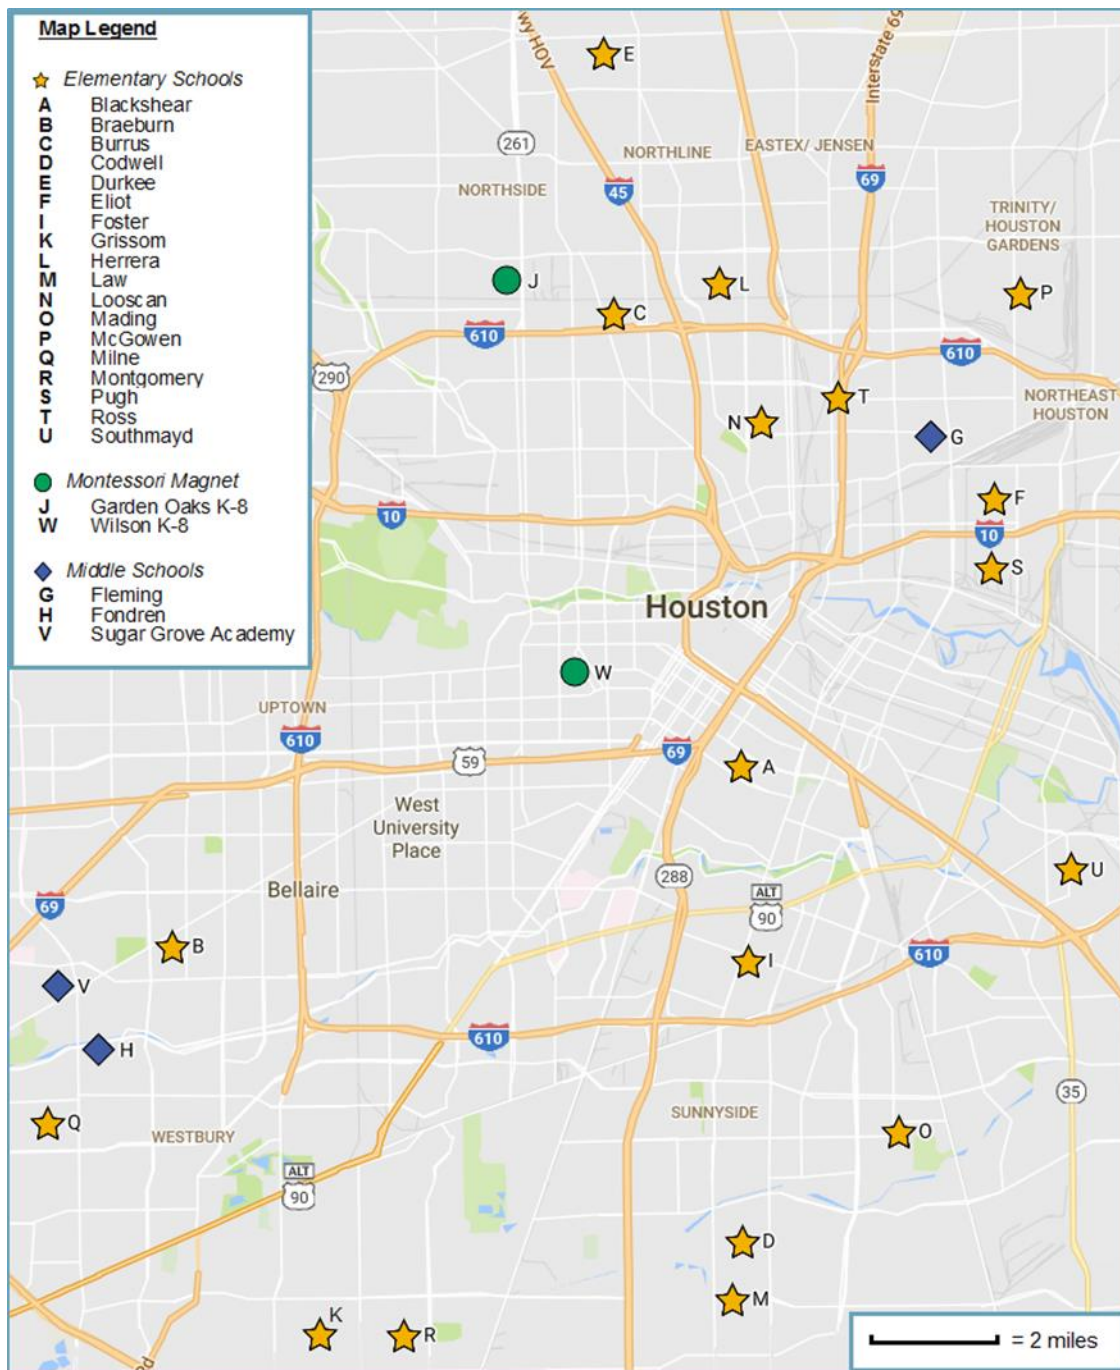 Map Legend
Elementary Schools
A Blackshear
B Braeburn
C Burrus
D Codwell
E Durkee
F Eliot
I Foster
K Grissom
L Herrera
M Law
N Looscan
O Mading
P McGowen
Q Milne
R Montgomery
S Pugh
T Ross
U Southmayd
Montessori Magnet
J Garden Oaks K-8
W Wilson K-8
Middle Schools
G Fleming
H Fondren
V Sugar Grove Academy
E
wy HOV
Interstate 69
261
NORTHLINE
EASTEX/ JENSEN
45
69
NORTHSIDE
TRINITY/
HOUSTON
GARDENS
J
L
P
C
610
610
290
T
NORTHEAST
HOUSTON
N
G
F
10
10
S
Houston
W
UPTOWN
610
69
59
A
West
University
Place
288
U
Bellaire
ALT
90
69
B
610
I
V
610
H
35
SUNNYSIDE
Q
WESTBURY
O
ALT
90
D
M
K
R
= 2 miles